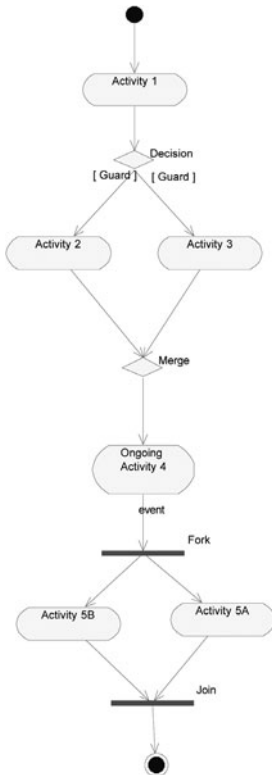 Activity 1
Decision
[ Guard ] [ Guard ]
Activity 2 Activity 3
Merge
Ongoing
Activity 4
event
Fork
Activity 5B Activity 5A
Join